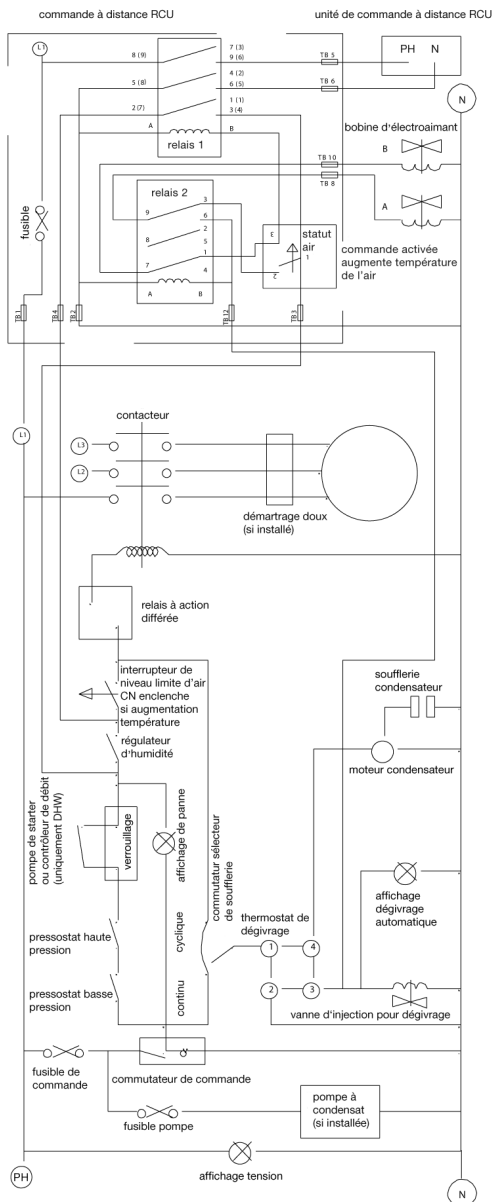 commande à distance RCU
unité de commande à distance RCU
L1
8 (9)
7 (3)
9 (6)
TB 5
PH N
4 (2)
5 (8)
6 (5)
TB 6
N
1 (1)
2(7)
3 (4)
bobine d'électroaimant
A
B
relais 1
B
TB 10
TB 8
relais 2
A
fusible
3
9
6
2
8
5
1
7
4
A
B
3
statut
air
1
2
commande activée
augmente température
de l'air
TB 1
TB 4
TB 2
TB 12
TB 3
L1
contacteur
L3
L2
démartrage doux
(si installé)
relais à action
différée
interrupteur de
niveau limite d'air
CN enclenche
si augmentation
température
soufflerie
condensateur
régulateur
d'humidité
moteur condensateur
pompe de starter
ou contrôleur de débit
(uniquement DHW)
verrouillage
affichage de panne
commutateur sélecteur
de soufflerie
affichage
dégivrage
automatique
cyclique
thermostat de
dégivrage
1
4
pressostat haute
pression
2
3
pressostat basse
pression
continu
vanne d'injection pour dégivrage
fusible de
commande
commutateur de commande
pompe à
condensat
(si installée)
fusible pompe
PH
affichage tension
N